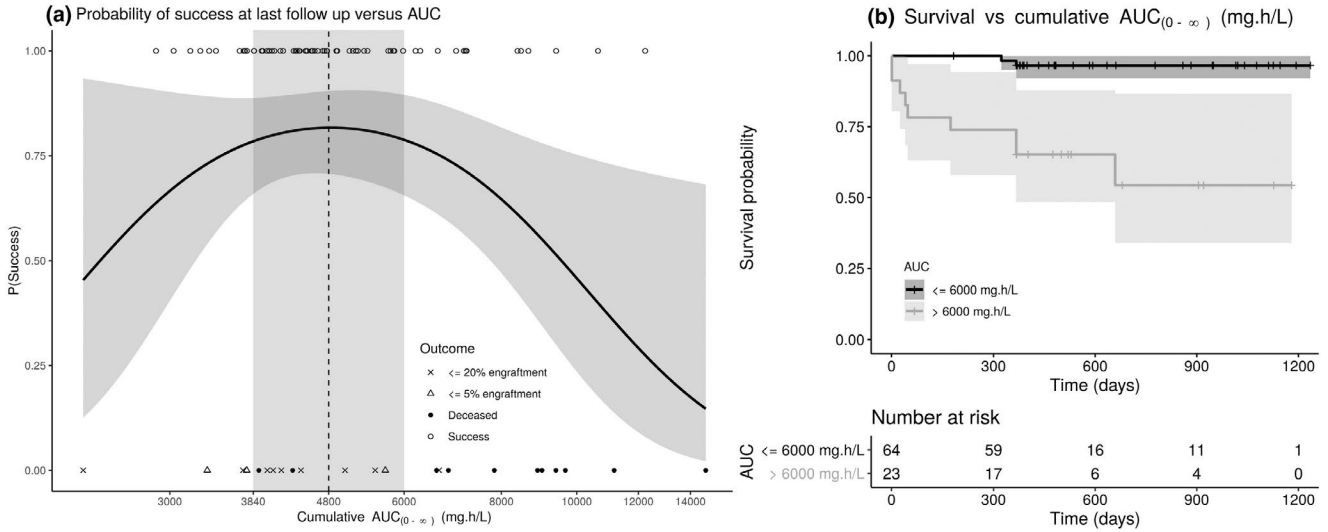 (a) Probability of success at last follow up versus AUC
P(Success)
1.00
0.75
0.50
0.25
0.00
Outcome
<= 20% engraftment
<= 5% engraftment
Deceased
Success
3000 3840 4800 6000 8000 10000 12000 14000
Cumulative AUC(0 - ∞) (mg.h/L)
(b) Survival vs cumulative AUC(0 - ∞) (mg.h/L)
Survival probability
1.00
0.75
0.50
0.25
0.00
AUC
<= 6000 mg.h/L
> 6000 mg.h/L
0 300 600 900 1200
Time (days)
Number at risk
AUC
<= 6000 mg.h/L 64 59 16 11 1
> 6000 mg.h/L 23 17 6 4 0
0 300 600 900 1200
Time (days)